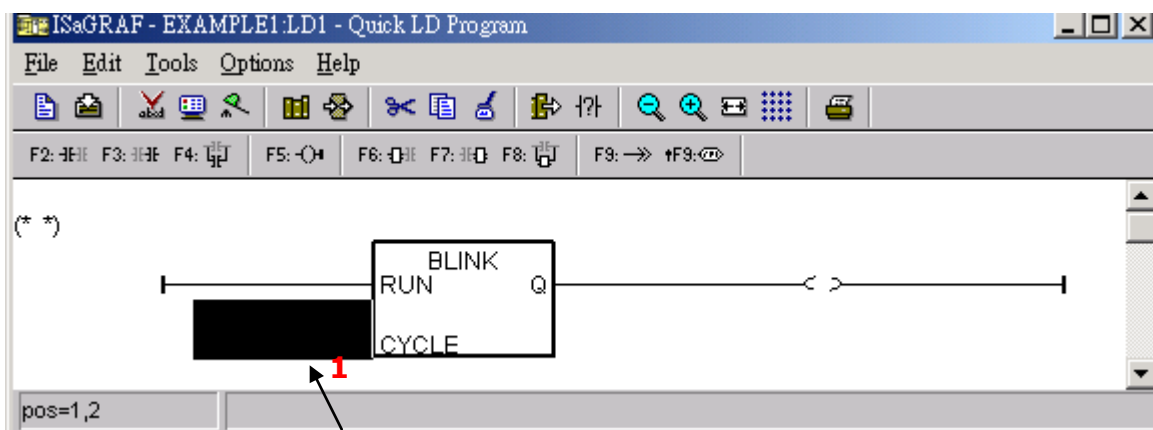 ISaGRAF - EXAMPLE1:LD1 - Quick LD Program
File Edit Tools Options Help
F2: F3: F4: F5: F6: F7: F8: F9: F9:
(* *)
BLINK
RUN Q
CYCLE
1
pos=1,2